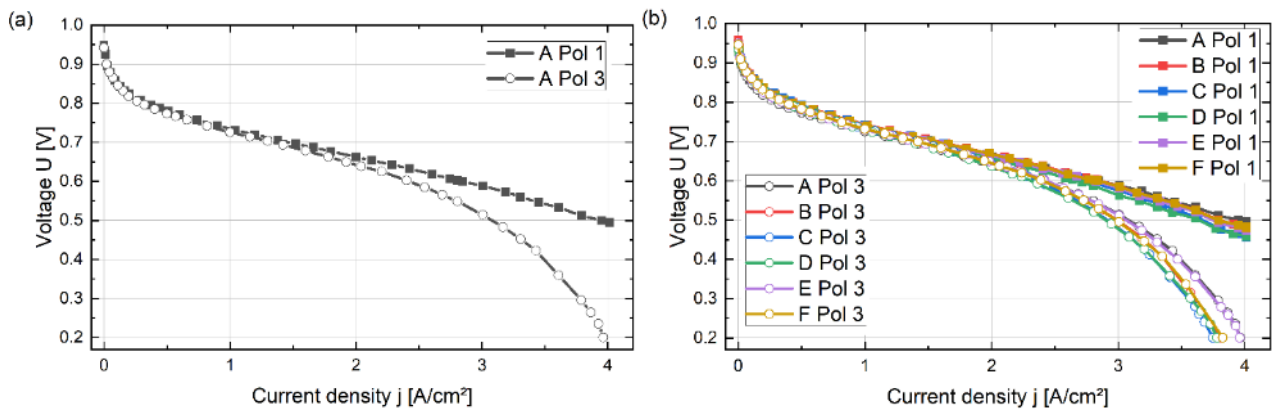 (a)
1.0
0.9
0.8
0.7
0.6
0.5
0.4
0.3
0.2
Voltage U [V]
0
1
2
3
4
Current density j [A/cm²]
A Pol 1
A Pol 3
(b)
1.0
0.9
0.8
0.7
0.6
0.5
0.4
0.3
0.2
Voltage U [V]
0
1
2
3
4
Current density j [A/cm²]
A Pol 1
B Pol 1
C Pol 1
D Pol 1
E Pol 1
F Pol 1
A Pol 3
B Pol 3
C Pol 3
D Pol 3
E Pol 3
F Pol 3